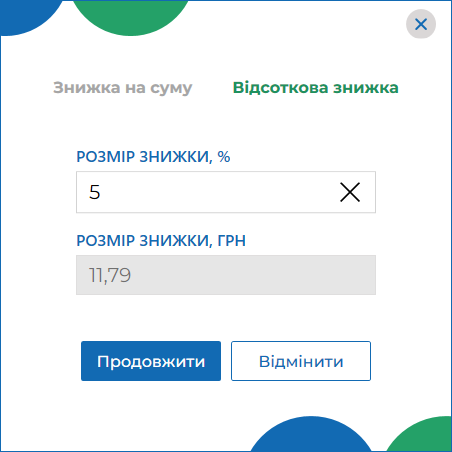 Знижка на суму Відсоткова знижка
РОЗМІР ЗНИЖКИ, %
5
РОЗМІР ЗНИЖКИ, ГРН
11,79
Продовжити Відмінити